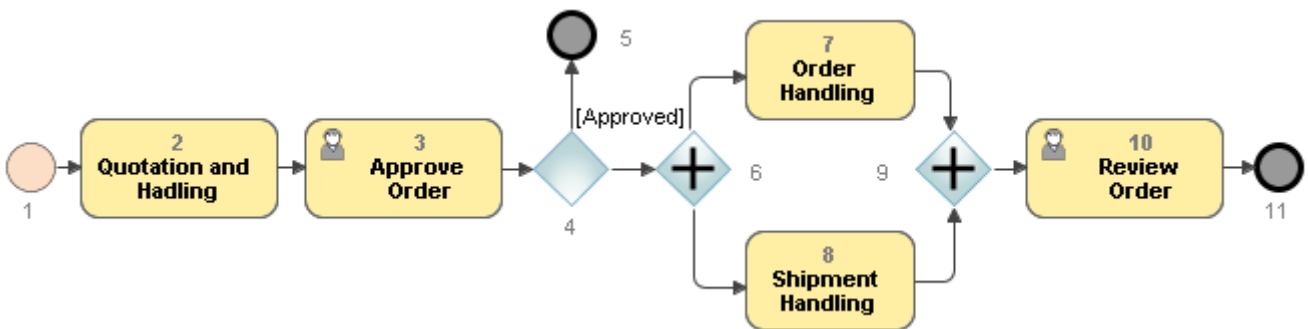 1
2
Quotation and
Hadling
3
Approve
Order
4
5
[Approved]
6
7
Order
Handling
8
Shipment
Handling
9
10
Review
Order
11